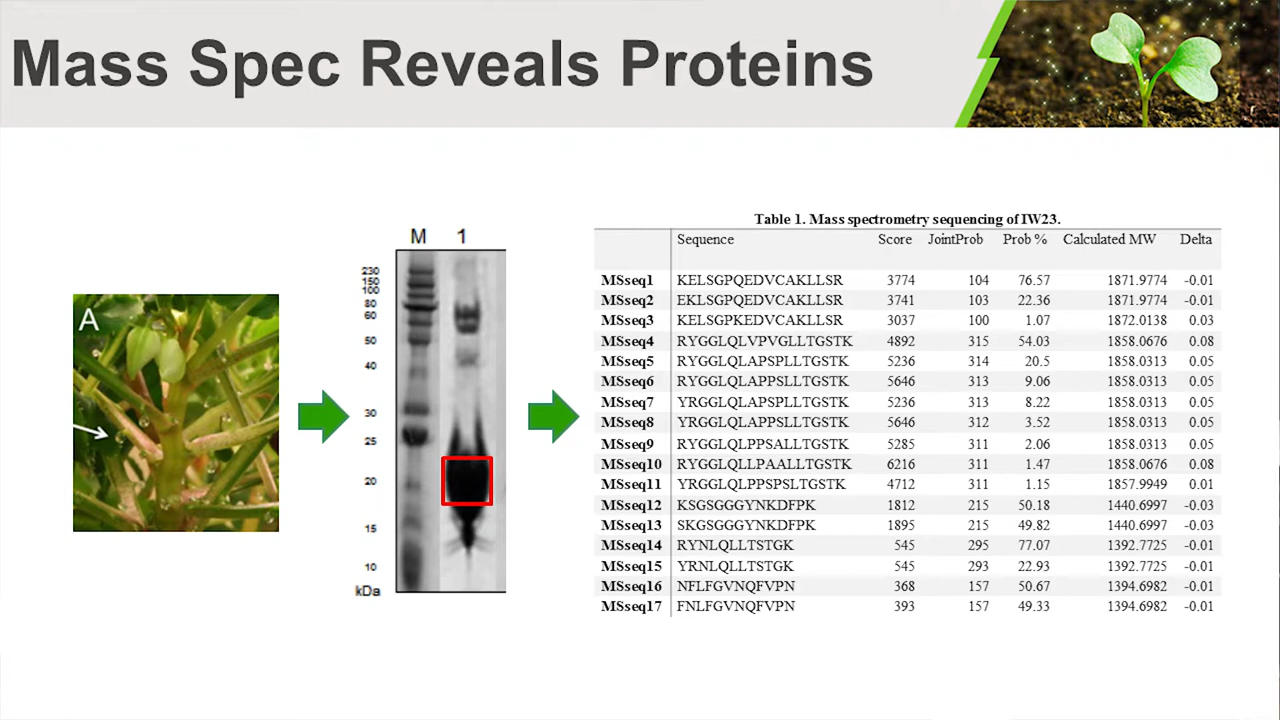 Mass Spec Reveals Proteins
A
M 1
230
150
100
80
60
50
40
30
25
20
15
10
kDa
Table 1. Mass spectrometry sequencing of IW23.
Sequence Score JointProb Prob % Calculated MW Delta
MSseq1 KELSGPQEDVCAKLLSR 3774 104 76.57 1871.9774 -0.01
MSseq2 EKLSGPQEDVCAKLLSR 3741 103 22.36 1871.9774 -0.01
MSseq3 KELSGPKEDVCAKLLSR 3037 100 1.07 1872.0138 0.03
MSseq4 RYGGLQLVPVGLLTGSTK 4892 315 54.03 1858.0676 0.08
MSseq5 RYGGLQLAPSPLLTGSTK 5236 314 20.5 1858.0313 0.05
MSseq6 RYGGLQLAPPSLLTGSTK 5646 313 9.06 1858.0313 0.05
MSseq7 YRGGLQLAPSPLLTGSTK 5236 313 8.22 1858.0313 0.05
MSseq8 YRGGLQLAPPSLLTGSTK 5646 312 3.52 1858.0313 0.05
MSseq9 RYGGLQLPPSALLTGSTK 5285 311 2.06 1858.0313 0.05
MSseq10 RYGGLQLLPAALLTGSTK 6216 311 1.47 1858.0676 0.08
MSseq11 YRGGLQLPPSPSLTGSTK 4712 311 1.15 1857.9949 0.01
MSseq12 KSGSGGGYNKDFPK 1812 215 50.18 1440.6997 -0.03
MSseq13 SKGSGGGYNKDFPK 1895 215 49.82 1440.6997 -0.03
MSseq14 RYNLQLLTSTGK 545 295 77.07 1392.7725 -0.01
MSseq15 YRNLQLLTSTGK 545 293 22.93 1392.7725 -0.01
MSseq16 NFLFGVNQFVPN 368 157 50.67 1394.6982 -0.01
MSseq17 FNLFGVNQFVPN 393 157 49.33 1394.6982 -0.01